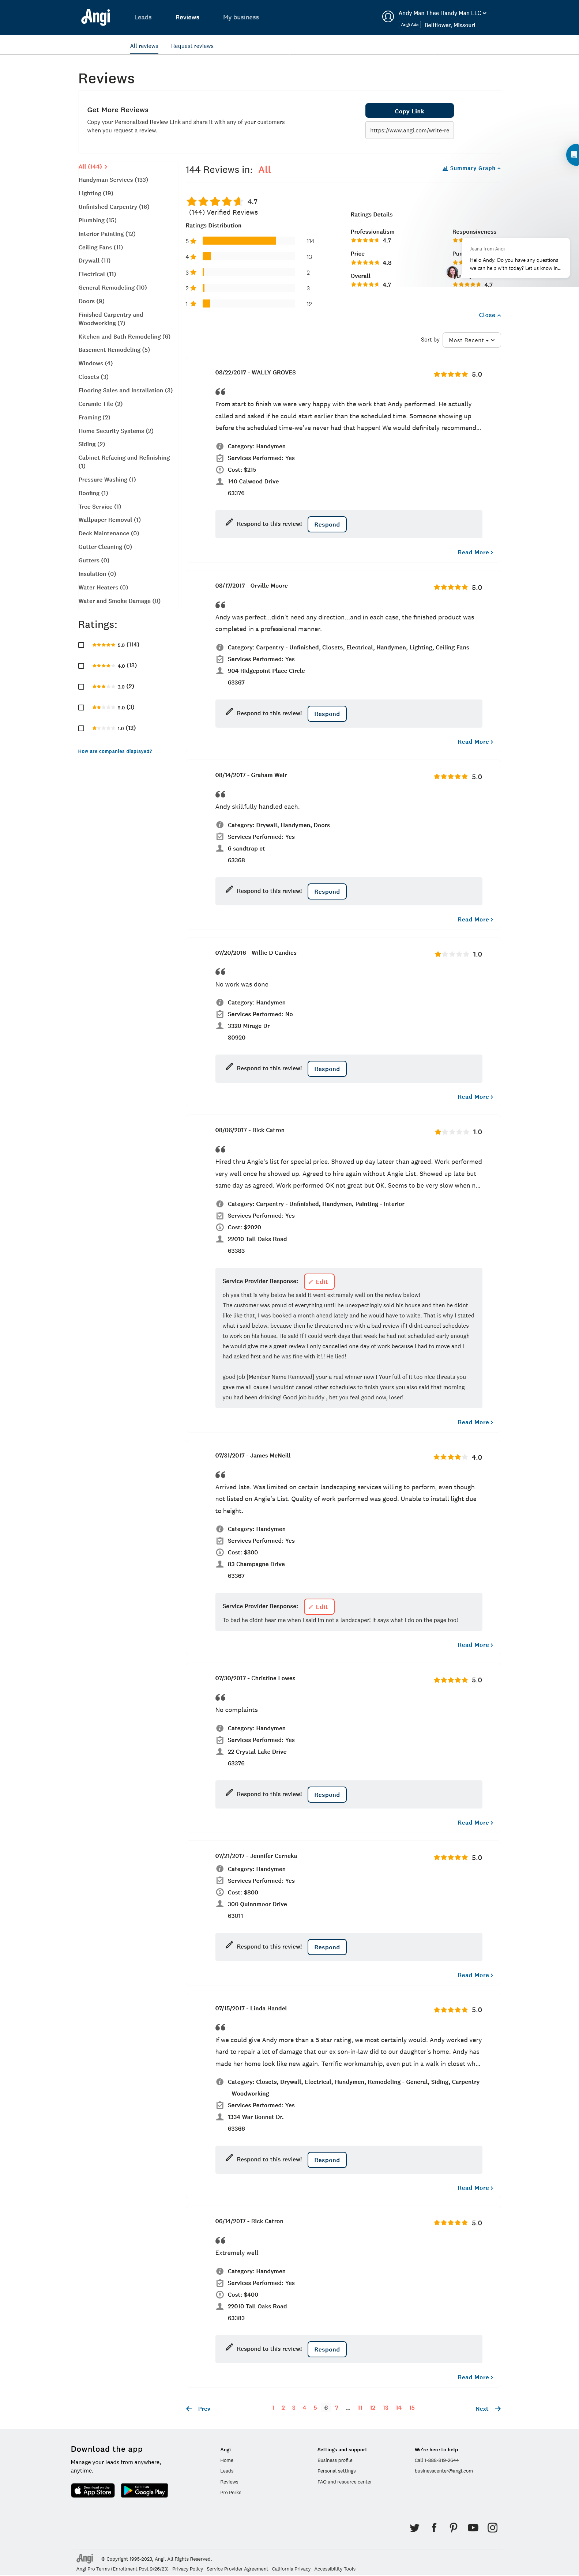 Angi
Leads
Reviews
My business
Andy Man Thee Handy Man LLC
Angi Ads
Bellflower, Missouri
All reviews
Request reviews
Reviews
Get More Reviews
Copy your Personalized Review Link and share it with any of your customers
when you request a review.
Copy Link
https://www.angi.com/write-re
All (144)
Handyman Services (133)
Lighting (19)
Unfinished Carpentry (16)
Plumbing (15)
Interior Painting (12)
Ceiling Fans (11)
Drywall (11)
Electrical (11)
General Remodeling (10)
Doors (9)
Finished Carpentry and
Woodworking (7)
Kitchen and Bath Remodeling (6)
Basement Remodeling (5)
Windows (4)
Closets (3)
Flooring Sales and Installation (3)
Ceramic Tile (2)
Framing (2)
Home Security Systems (2)
Siding (2)
Cabinet Refacing and Refinishing
(1)
Pressure Washing (1)
Roofing (1)
Tree Service (1)
Wallpaper Removal (1)
Deck Maintenance (0)
Gutter Cleaning (0)
Gutters (0)
Insulation (0)
Water Heaters (0)
Water and Smoke Damage (0)
Ratings:
5.0 (114)
4.0 (13)
3.0 (2)
2.0 (3)
1.0 (12)
How are companies displayed?
144 Reviews in: All
Summary Graph
4.7
(144) Verified Reviews
Ratings Distribution
5 114
4 13
3 2
2 3
1 12
Ratings Details
Professionalism
4.7
Price
4.8
Overall
4.7
Responsiveness
4.7
from Angi
Hello Andy. Do you have any questions
we can help with today? Let us know in...
Close
Sort by
Most Recent
08/22/2017 - WALLY GROVES
5.0
From start to finish we were very happy with the work that Andy performed. He actually
called and asked if he could start earlier than the scheduled time. Someone showing up
before the scheduled time-we've never had that happen! We would definitely recommend...
Category: Handymen
Services Performed: Yes
Cost: $215
140 Calwood Drive
63376
Respond to this review!
Respond
Read More
08/17/2017 - Orville Moore
5.0
Andy was perfect...didn't need any direction...and in each case, the finished product was
completed in a professional manner.
Category: Carpentry - Unfinished, Closets, Electrical, Handymen, Lighting, Ceiling Fans
Services Performed: Yes
904 Ridgepoint Place Circle
63367
Respond to this review!
Respond
Read More
08/14/2017 - Graham Weir
5.0
Andy skillfully handled each.
Category: Drywall, Handymen, Doors
Services Performed: Yes
6 sandtrap ct
63368
Respond to this review!
Respond
Read More
07/20/2016 - Willie D Candies
1.0
No work was done
Category: Handymen
Services Performed: No
3320 Mirage Dr
80920
Respond to this review!
Respond
Read More
08/06/2017 - Rick Catron
1.0
Hired thru Angie's list for special price. Showed up day lateer than agreed. Work performed
very well once he showed up. Agreed to hire again without Angie List. Showed up late but
same day as agreed. Work performed OK not great but OK. Seems to be very slow when n...
Category: Carpentry - Unfinished, Handymen, Painting - Interior
Services Performed: Yes
Cost: $2020
22010 Tall Oaks Road
63383
Service Provider Response:
Edit
oh yea that is why below he said it went extremely well on the review below!
The customer was proud of everything until he unexpectingly sold his house and then he didnt
like like that, I was booked a month ahead lately and he would have to waite. That is why I stated
what I said below. because then he threatened me with a bad review if I didnt cancel schedules
to work on his house. He said if I could work days that week he had not scheduled early enough
he would give me a great review I only cancelled one day of work because I had to move and I
had asked first and he was fine with it!.! He lied!
good job [Member Name Removed] your a real winner now ! Your full of it too nice threats you
gave me all cause I wouldnt cancel other schedules to finish yours you also said that morning
you had been drinking! Good job buddy , bet you feal good now, loser!
Read More
07/31/2017 - James McNeill
4.0
Arrived late. Was limited on certain landscaping services willing to perform, even though
not listed on Angie's List. Quality of work performed was good. Unable to install light due
to height.
Category: Handymen
Services Performed: Yes
Cost: $300
83 Champagne Drive
63367
Service Provider Response:
Edit
To bad he didnt hear me when I said Im not a landscaper! It says what I do on the page too!
Read More
07/30/2017 - Christine Lowes
5.0
No complaints
Category: Handymen
Services Performed: Yes
22 Crystal Lake Drive
63376
Respond to this review!
Respond
Read More
07/21/2017 - Jennifer Cerneka
5.0
Category: Handymen
Services Performed: Yes
Cost: $800
300 Quinnmoor Drive
63011
Respond to this review!
Respond
Read More
07/15/2017 - Linda Handel
5.0
If we could give Andy more than a 5 star rating, we most certainly would. Andy worked very
hard to repair a lot of damage that our ex son-in-law did to our daughter's home. Andy has
made her home look like new again. Terrific workmanship, even put in a walk in closet wh...
Category: Closets, Drywall, Electrical, Handymen, Remodeling - General, Siding, Carpentry
- Woodworking
Services Performed: Yes
1334 War Bonnet Dr.
63366
Respond to this review!
Respond
Read More
06/14/2017 - Rick Catron
5.0
Extremely well
Category: Handymen
Services Performed: Yes
Cost: $400
22010 Tall Oaks Road
63383
Respond to this review!
Respond
Read More
Prev
1 2 3 4 5 6 7 ... 11 12 13 14 15
Next
Download the app
Manage your leads from anywhere,
anytime.
Download on the App Store
GET IT ON Google Play
Angi
Home
Leads
Reviews
Pro Perks
Settings and support
Business profile
Personal settings
FAQ and resource center
We're here to help
Call 1-888-819-2644
businesscenter@angi.com
Angi
© Copyright 1995-2023, Angi. All Rights Reserved.
Angi Pro Terms (Enrollment Post 9/26/23) Privacy Policy Service Provider Agreement California Privacy Accessibility Tools